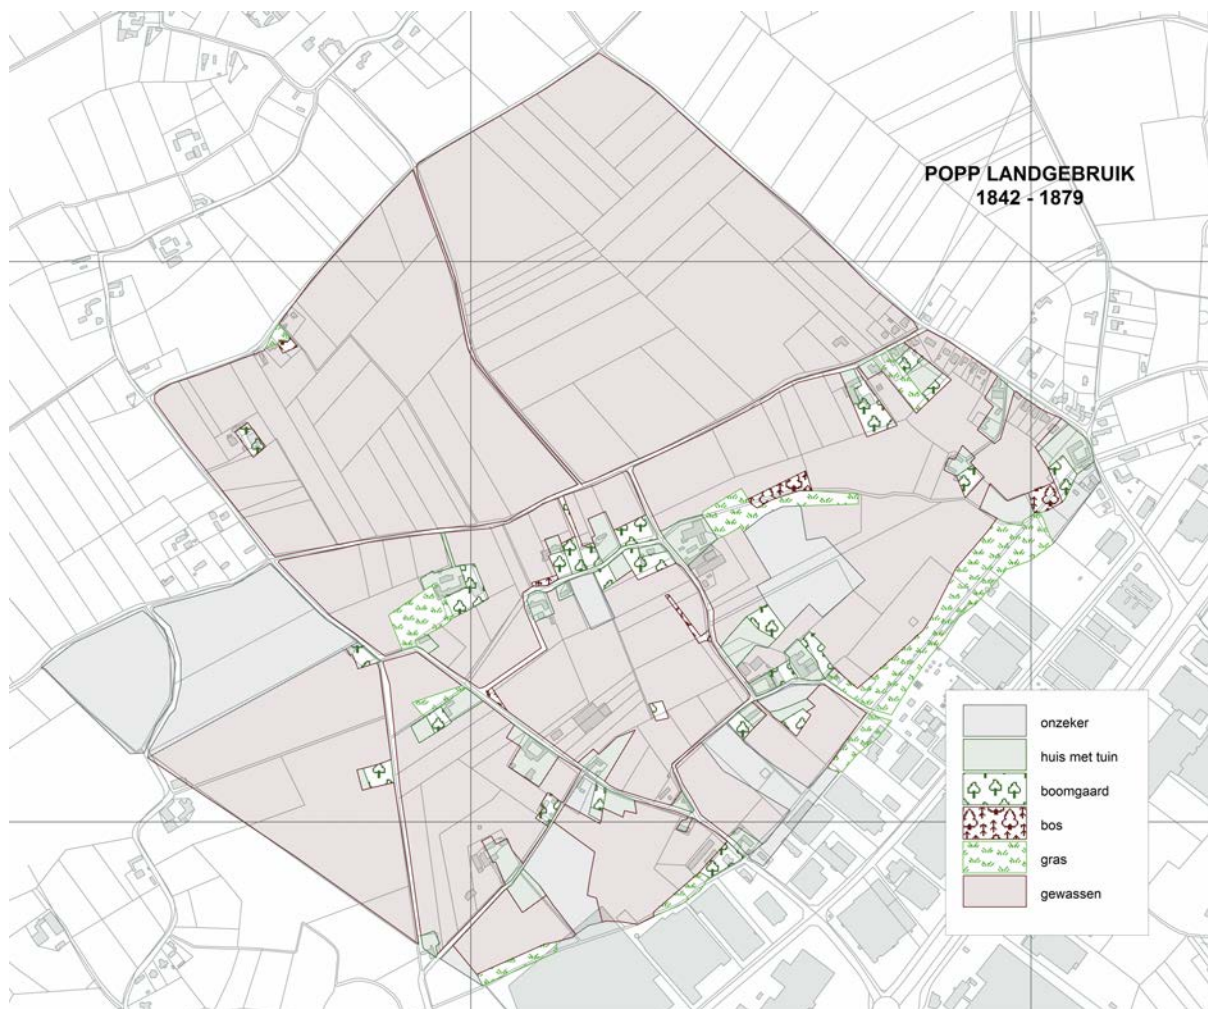 POPP LANDGEBRUIK
1842 - 1879
onzeker
huis met tuin
boomgaard
bos
gras
gewassen